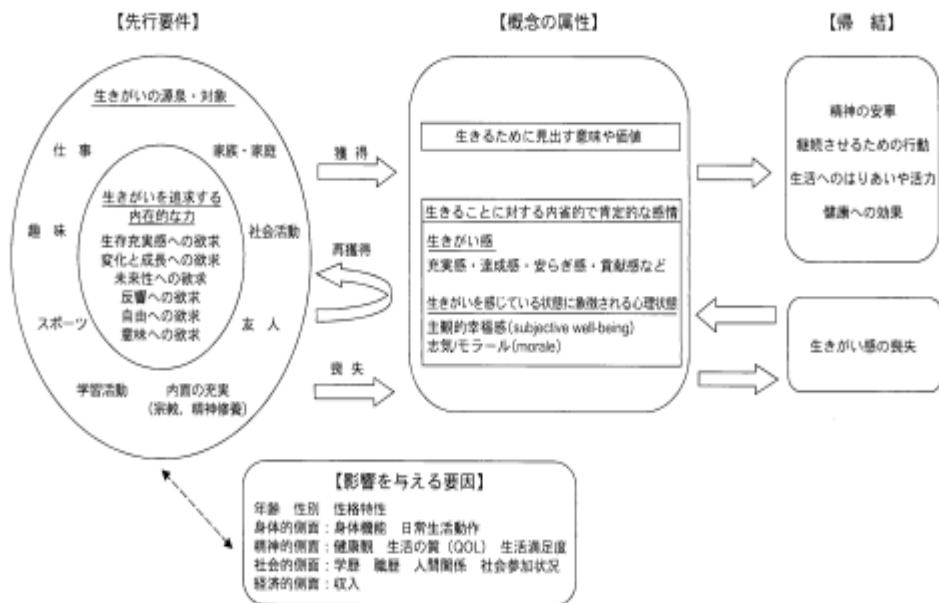 【先行要件】
【概念の属性】
【帰 結】
生きがいの源泉・対象
仕 事
家族・家庭
生きがいを追求する
内在的な力
趣 味
社会活動
生存充実感への欲求
変化と成長への欲求
未来性への欲求
反響への欲求
自由への欲求
意味への欲求
スポーツ
友 人
学習活動
内面の充実
(宗教,精神修養)
獲 得
再獲得
喪 失
生きるために見出す意味や価値
生きることに対する内省的で肯定的な感情
生きがい感
充実感・達成感・安らぎ感・貢献感など
生きがいを感じている状態に象徴される心理状態
主観的幸福感(subjective well-being)
志気/モラール(morale)
精神の安寧
継続させるための行動
生活へのはりあいや活力
健康への効果
生きがい感の喪失
【影響を与える要因】
年齢 性別 性格特性
身体的側面:身体機能 日常生活動作
精神的側面:健康観 生活の質(QOL) 生活満足度
社会的側面:学歴 職歴 人間関係 社会参加状況
経済的側面:収入